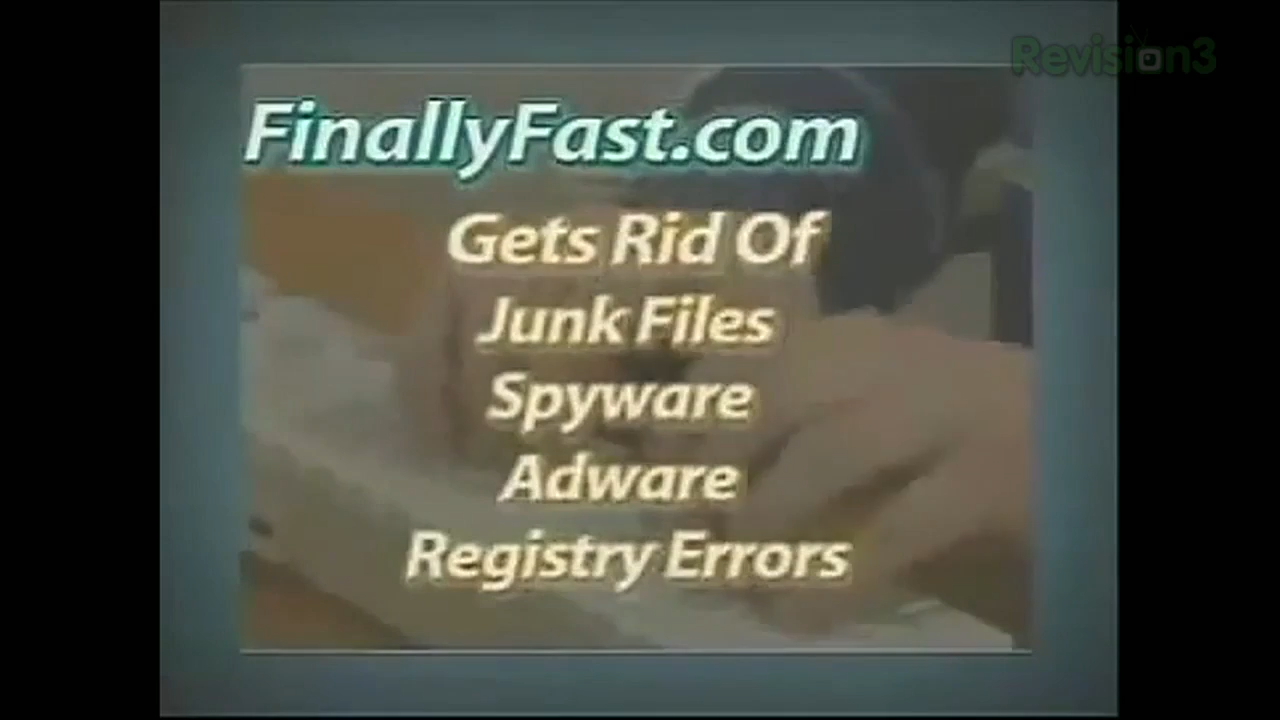 Revision3
FinallyFast.com
Gets Rid Of
Junk Files
Spyware
Adware
Registry Errors